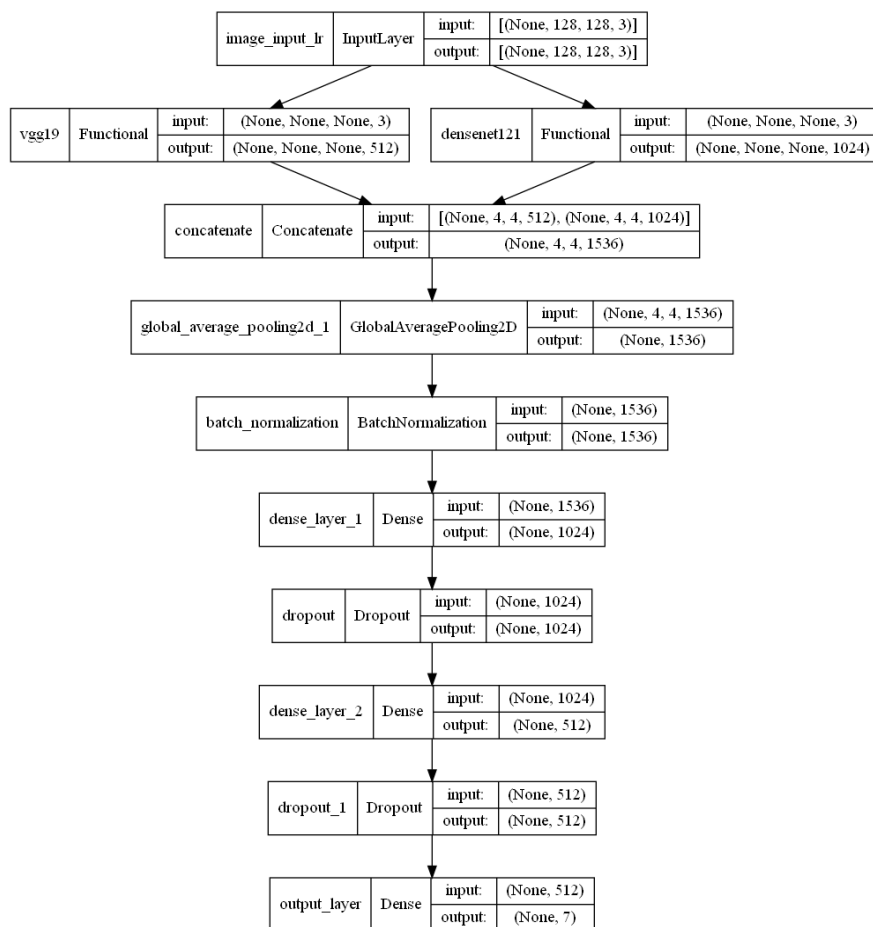 image_input_lr InputLayer input: [(None, 128, 128, 3)]
output: [(None, 128, 128, 3)]
vgg19 Functional input: (None, None, None, 3)
output: (None, None, None, 512)
densenet121 Functional input: (None, None, None, 3)
output: (None, None, None, 1024)
concatenate Concatenate input: [(None, 4, 4, 512), (None, 4, 4, 1024)]
output: (None, 4, 4, 1536)
global_average_pooling2d_1 GlobalAveragePooling2D input: (None, 4, 4, 1536)
output: (None, 1536)
batch_normalization BatchNormalization input: (None, 1536)
output: (None, 1536)
dense_layer_1 Dense input: (None, 1536)
output: (None, 1024)
dropout Dropout input: (None, 1024)
output: (None, 1024)
dense_layer_2 Dense input: (None, 1024)
output: (None, 512)
dropout_1 Dropout input: (None, 512)
output: (None, 512)
output_layer Dense input: (None, 512)
output: (None, 7)